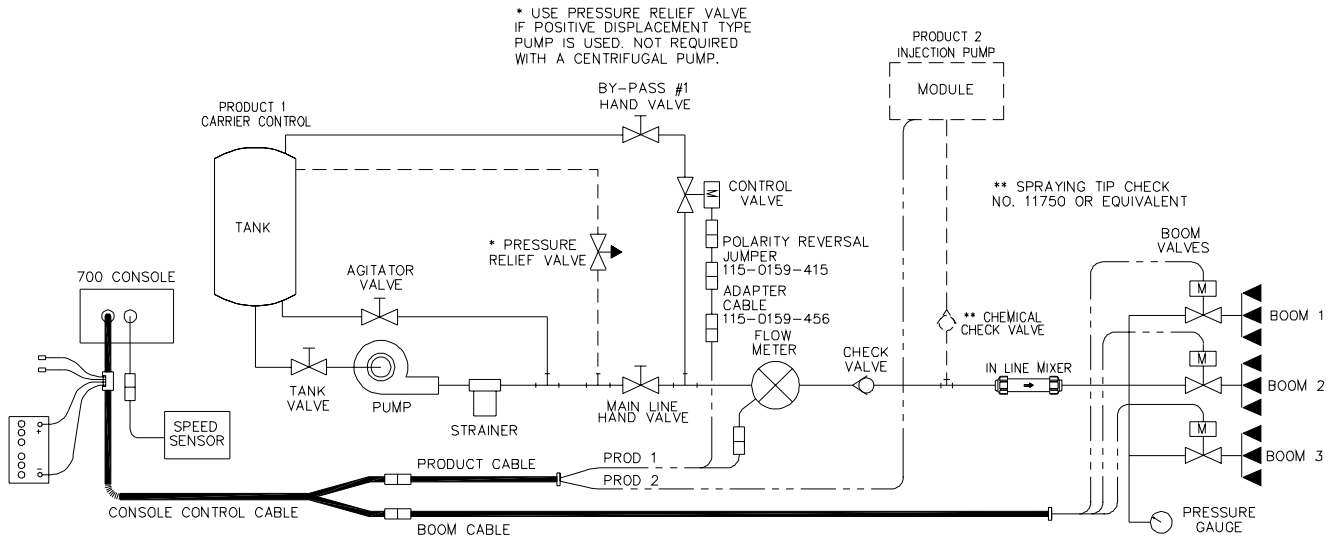 * USE PRESSURE RELIEF VALVE
IF POSITIVE DISPLACEMENT TYPE
PUMP IS USED. NOT REQUIRED
WITH A CENTRIFUGAL PUMP.
PRODUCT 2
INJECTION PUMP
MODULE
BY-PASS #1
HAND VALVE
PRODUCT 1
CARRIER CONTROL
TANK
M
CONTROL
VALVE
** SPRAYING TIP CHECK
NO. 11750 OR EQUIVALENT
* PRESSURE
RELIEF VALVE
POLARITY REVERSAL
JUMPER
115-0159-415
ADAPTER
CABLE
115-0159-456
BOOM
VALVES
700 CONSOLE
AGITATOR
VALVE
M
BOOM 1
** CHEMICAL
CHECK VALVE
FLOW
METER
CHECK
VALVE
IN LINE MIXER
M
BOOM 2
TANK
VALVE
PUMP
STRAINER
MAIN LINE
HAND VALVE
SPEED
SENSOR
+
−
M
BOOM 3
PRODUCT CABLE
PROD 1
PROD 2
CONSOLE CONTROL CABLE
BOOM CABLE
PRESSURE
GAUGE